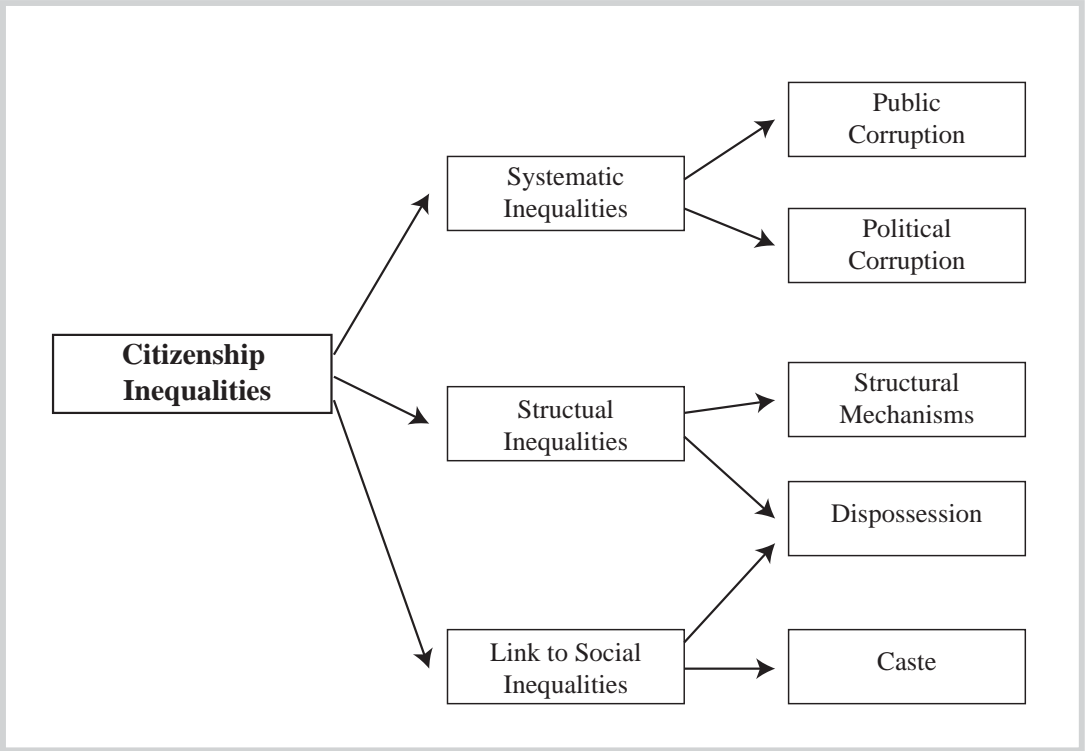 Public
Corruption
Systematic
Inequalities
Political
Corruption
Citizenship
Inequalities
Structural
Mechanisms
Structual
Inequalities
Dispossession
Link to Social
Inequalities
Caste